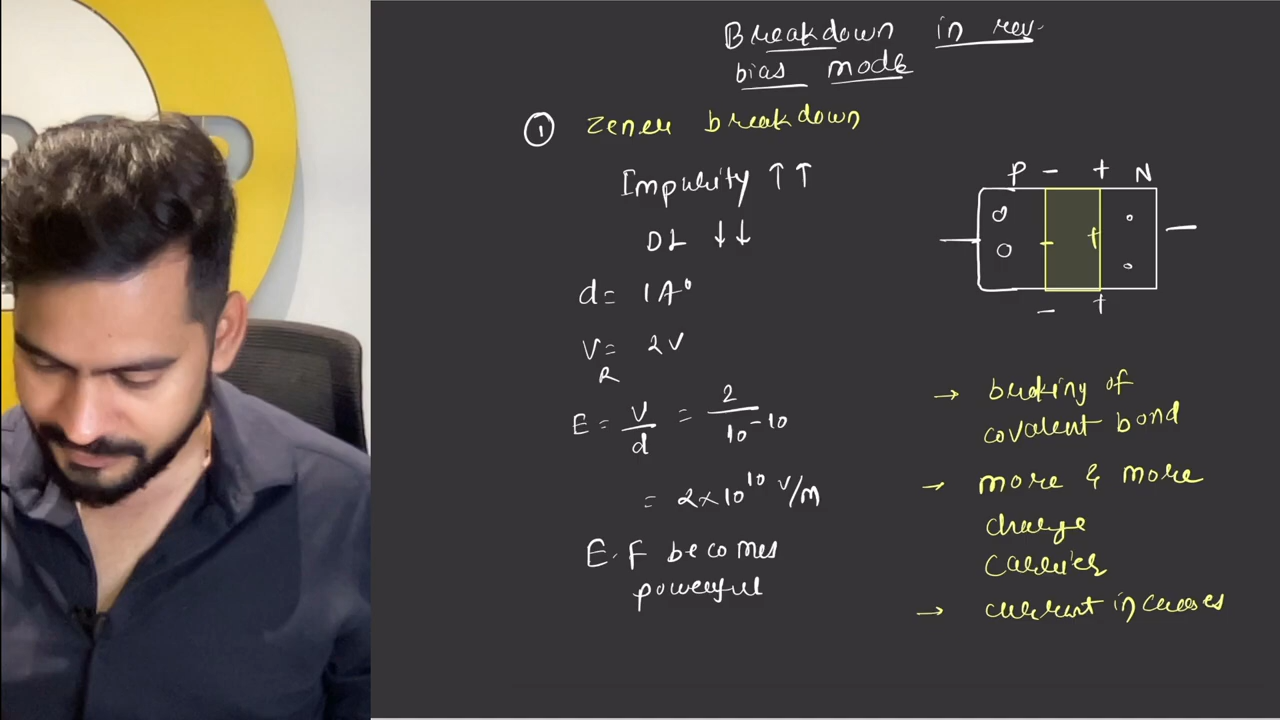 Breakdown in rev.
bias mode
① Zener breakdown
Impurity ↑↑
DL ↓↓
d = 1A°
V = 2V
R
E = V/d = 2/10-10
= 2×10^10 V/M
E.F becomes
powerful
P - + N
- +
- +
→ breaking of
covalent bond
→ more & more
charge
carrier
→ current increases